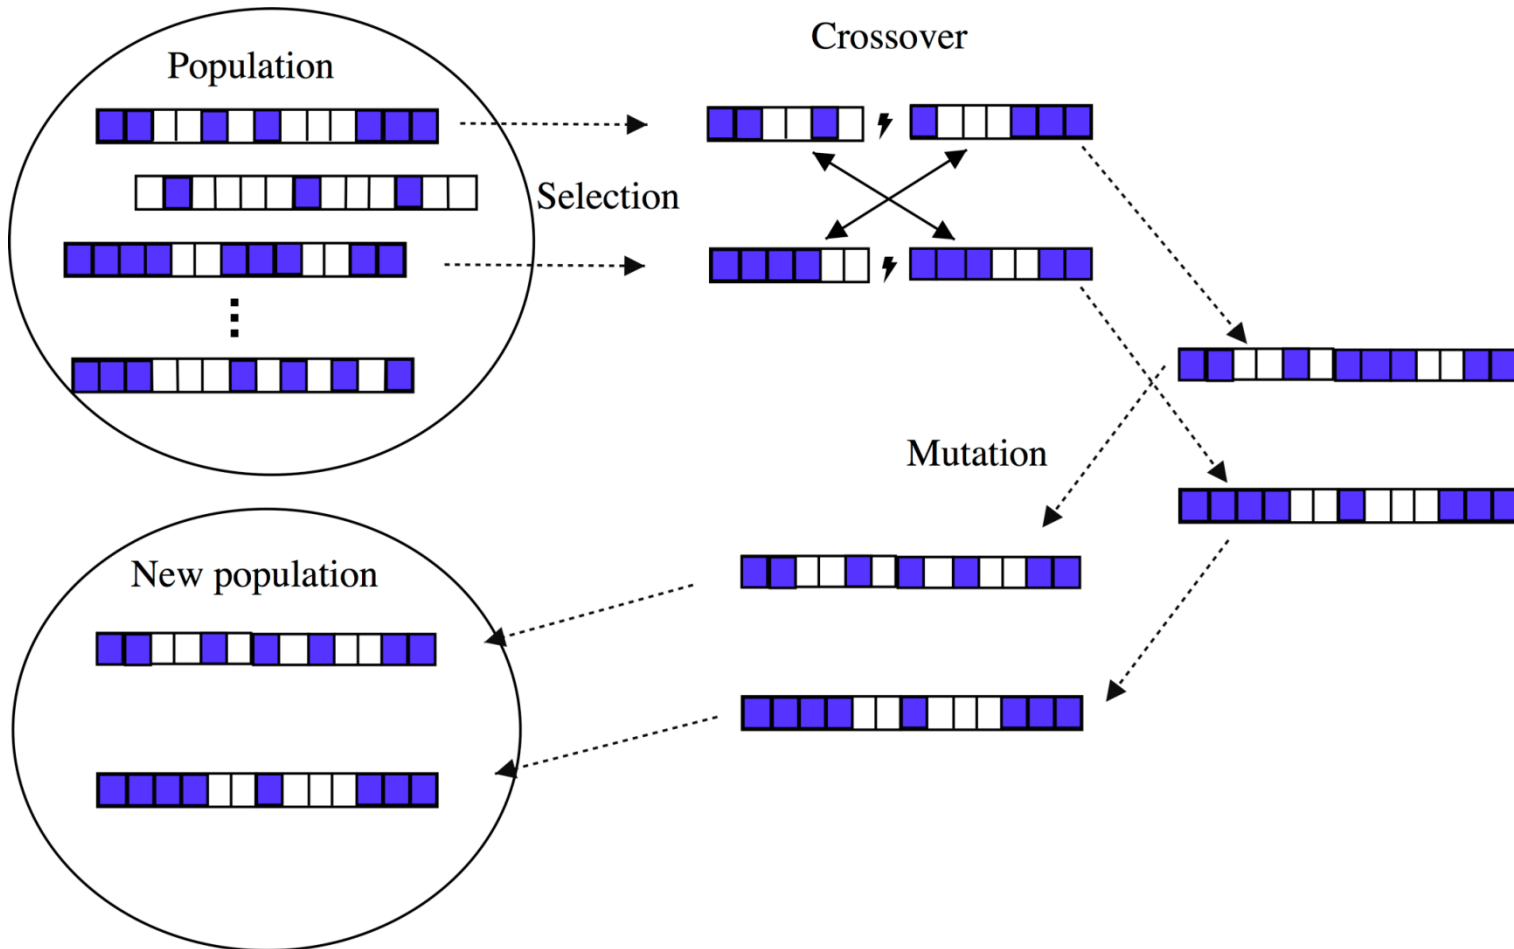 Population
Crossover
Selection
Mutation
New population